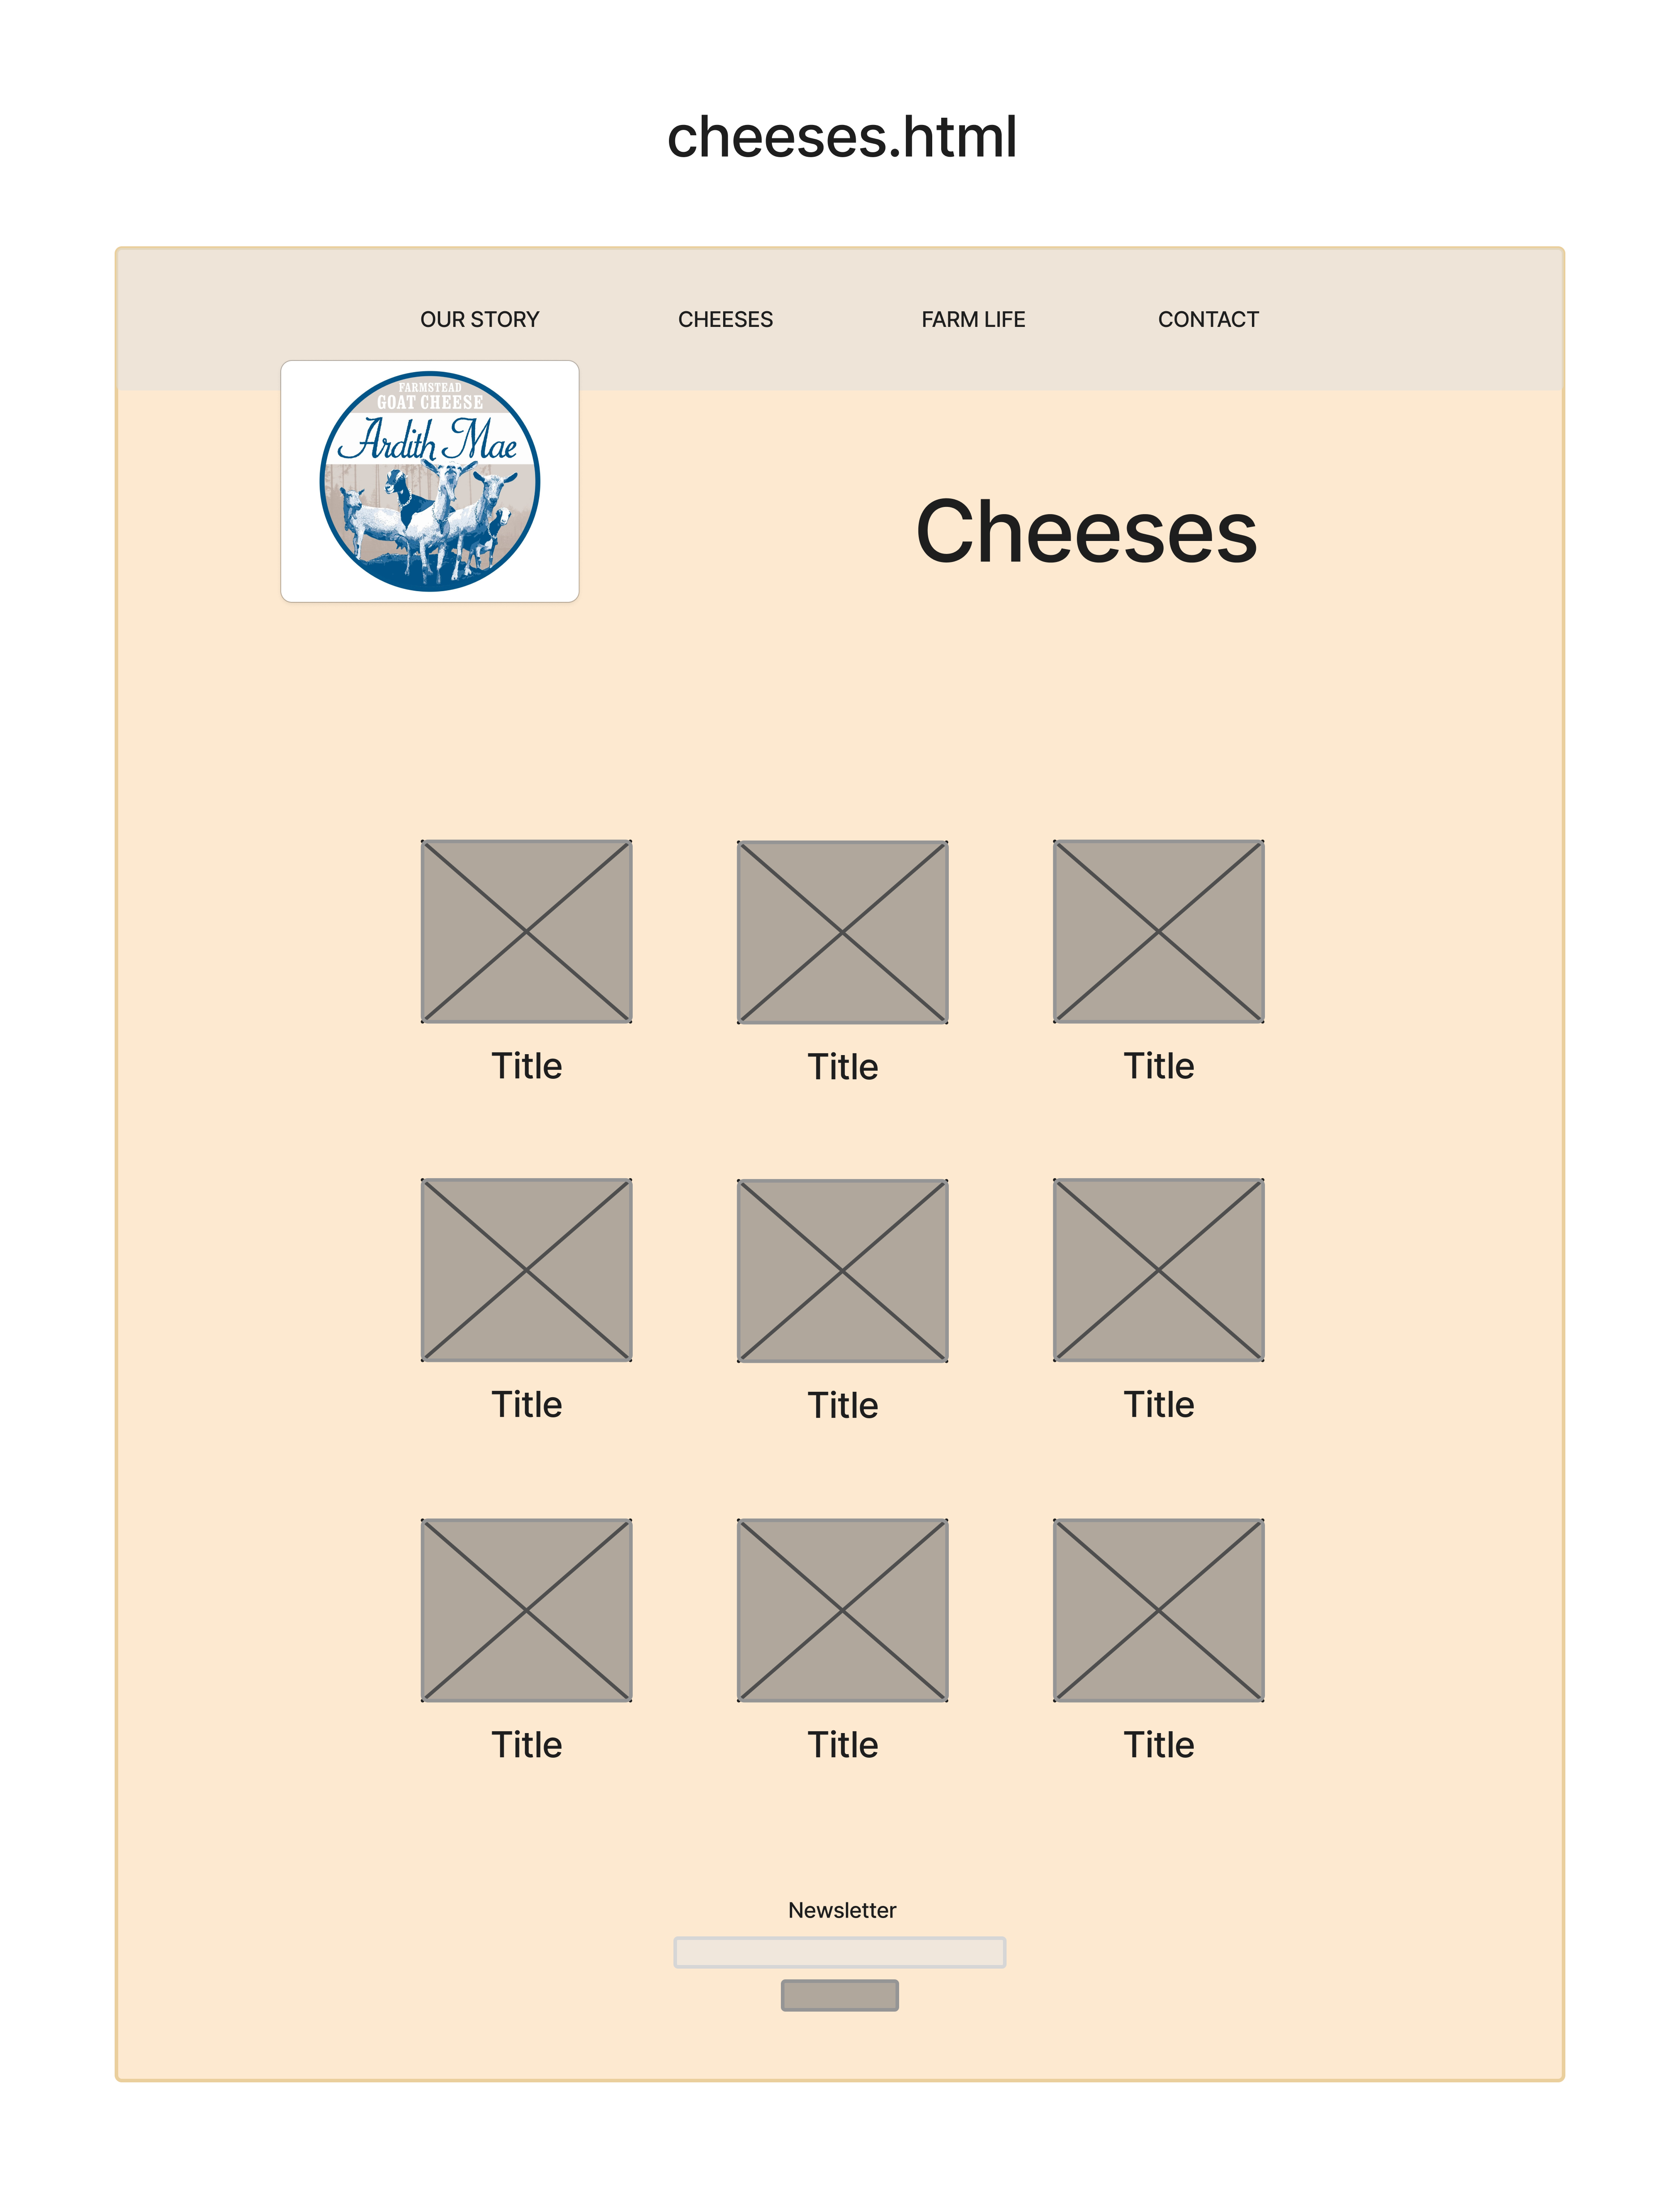 cheeses.html
OUR STORY CHEESES FARM LIFE CONTACT
FARMSTEAD
GOAT CHEESE
Ardith Mae
Cheeses
Title Title Title
Title Title Title
Title Title Title
Newsletter